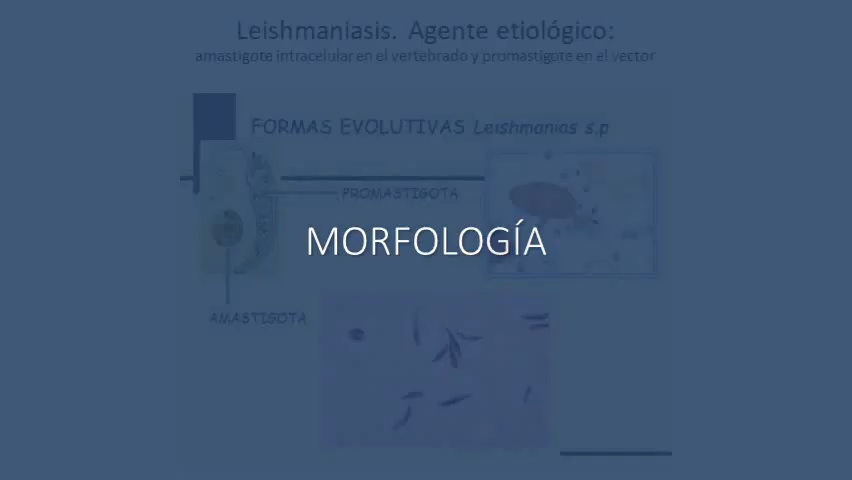 Leishmaniasis. Agente etiológico:
amastigote intracelular en el vertebrado y promastigote en el vector
FORMAS EVOLUTIVAS Leishmanias s.p
PROMASTIGOTA
MORFOLOGÍA
AMASTIGOTA